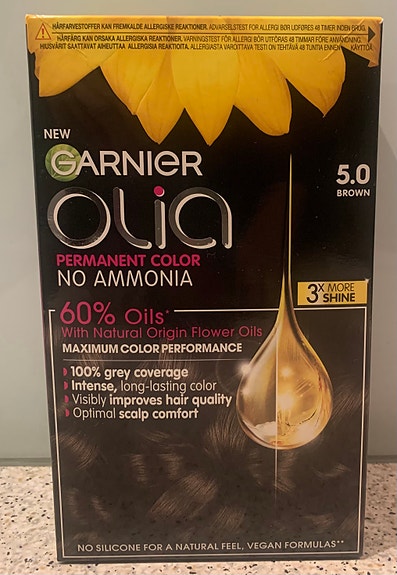 HÅRFARVESTOFFER KAN FREMKALDE ALLERGISKE REAKTIONER. ADVARSELSTEST FOR ALLERGI BØR UDFØRES 48 TIMER INDEN BRUG.
HÅRFÄRG KAN ORSAKA ALLERGISKA REAKTIONER. VARNINGSTEST FÖR ALLERGI BÖR UTFÖRAS 48 TIMMAR FÖRE ANVÄNDNING.
HIUSVÄRIT SAATTAVAT AIHEUTTAA ALLERGISIA REAKTIOITA. ALLERGIASTA VAROITTAVA TESTI ON TEHTÄVÄ 48 TUNTIA ENNEN KÄYTTÖÄ
NEW
GARNIER
OLIA
5.0
BROWN
PERMANENT COLOR
NO AMMONIA
3X MORE
SHINE
60% Oils*
With Natural Origin Flower Oils
MAXIMUM COLOR PERFORMANCE
100% grey coverage
Intense, long-lasting color
Visibly improves hair quality
Optimal scalp comfort
NO SILICONE FOR A NATURAL FEEL, VEGAN FORMULAS**